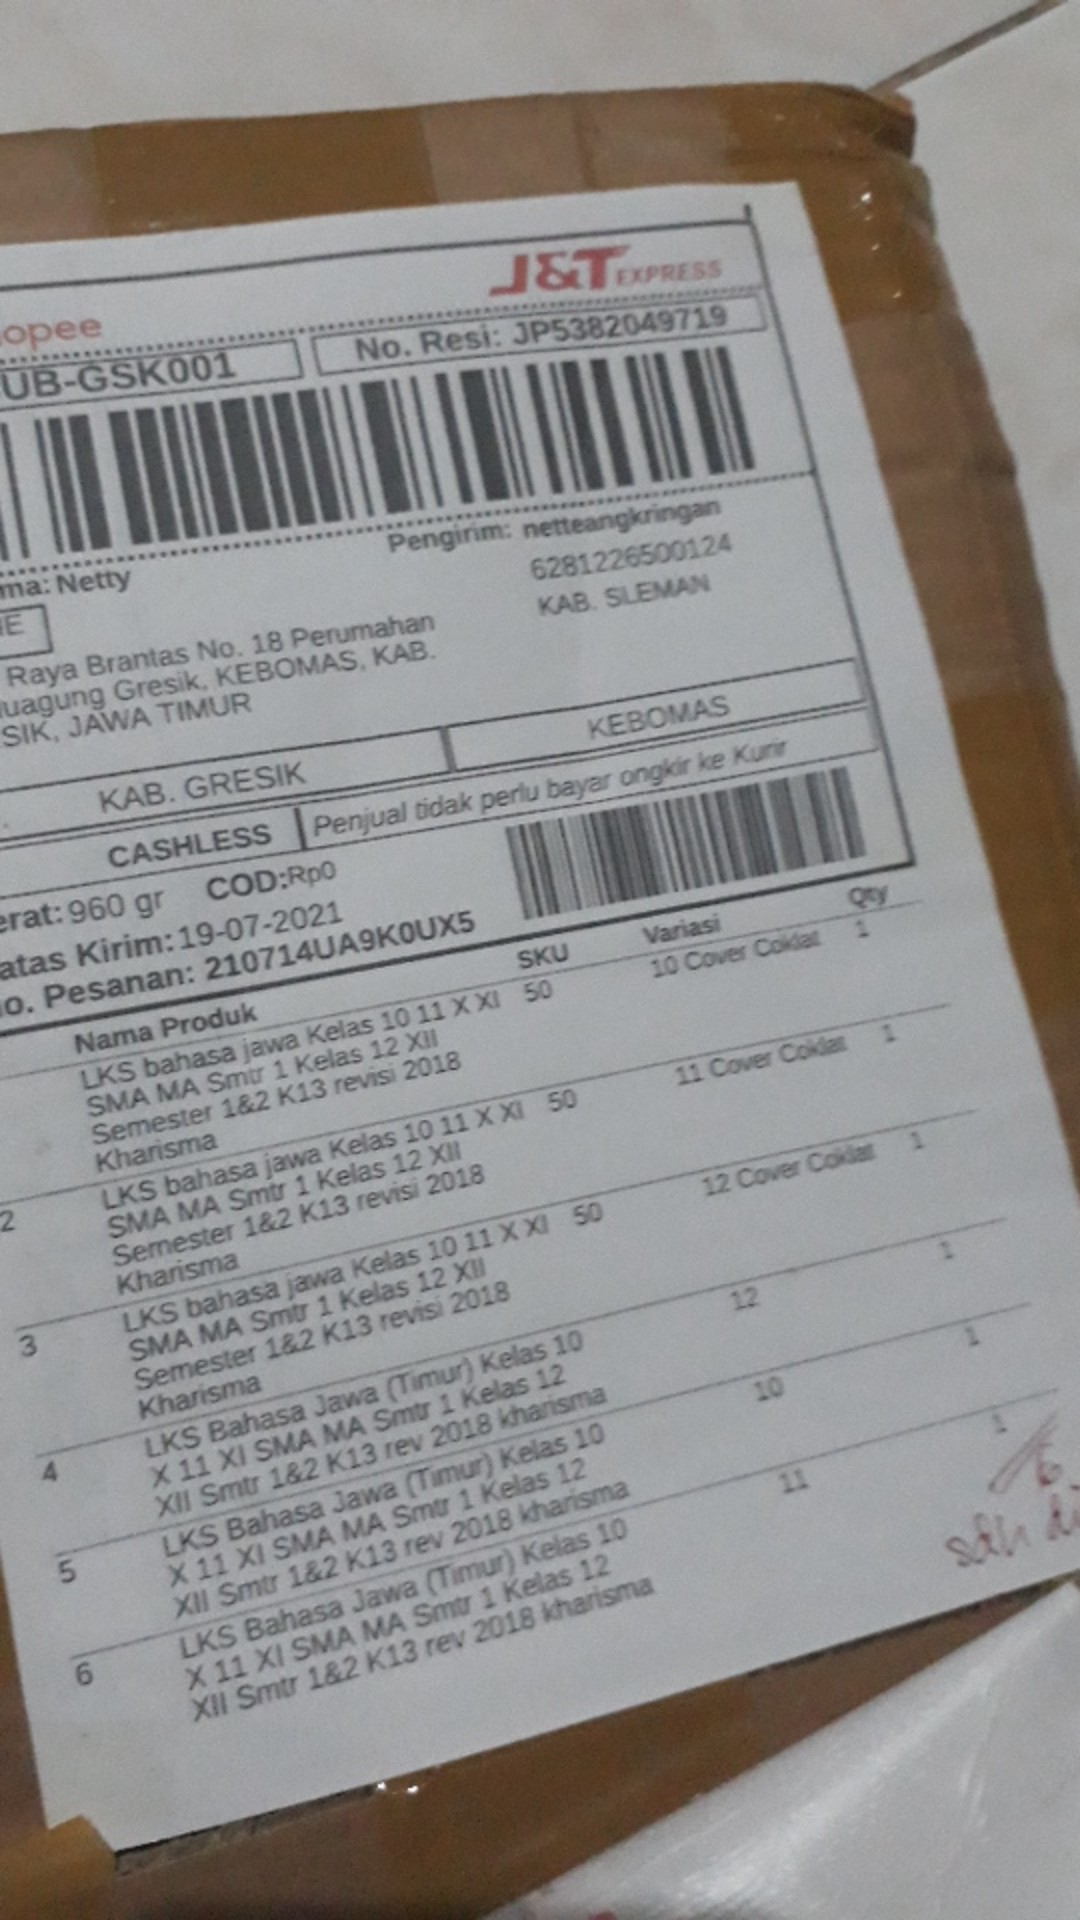 J&T EXPRESS
opee
UB-GSK001
No. Resi: JP5382049719
Pengirim: netteangkringan
ma: Netty
6281226500124
KAB. SLEMAN
Raya Brantas No. 18 Perumahan
uagung Gresik, KEBOMAS, KAB.
SIK, JAWA TIMUR
KAB. GRESIK
KEBOMAS
CASHLESS
Penjual tidak perlu bayar ongkir ke Kurir
erat: 960 gr COD:Rp0
atas Kirim: 19-07-2021
o. Pesanan: 210714UA9K0UX5
Nama Produk SKU Variasi Qty
LKS bahasa jawa Kelas 10 11 X XI 50 10 Cover Coklat 1
SMA MA Smtr 1 Kelas 12 XII
Semester 1&2 K13 revisi 2018
Kharisma
2 LKS bahasa jawa Kelas 10 11 X XI 50 11 Cover Coklat 1
SMA MA Smtr 1 Kelas 12 XII
Semester 1&2 K13 revisi 2018
Kharisma
3 LKS bahasa jawa Kelas 10 11 X XI 50 12 Cover Coklat 1
SMA MA Smtr 1 Kelas 12 XII
Semester 1&2 K13 revisi 2018
Kharisma
4 LKS Bahasa Jawa (Timur) Kelas 10 12 1
X 11 XI SMA MA Smtr 1 Kelas 12
XII Smtr 1&2 K13 rev 2018 kharisma
5 LKS Bahasa Jawa (Timur) Kelas 10 10 1
X 11 XI SMA MA Smtr 1 Kelas 12
XII Smtr 1&2 K13 rev 2018 kharisma
6 LKS Bahasa Jawa (Timur) Kelas 10 11 1
X 11 XI SMA MA Smtr 1 Kelas 12
XII Smtr 1&2 K13 rev 2018 kharisma
6
sdh di